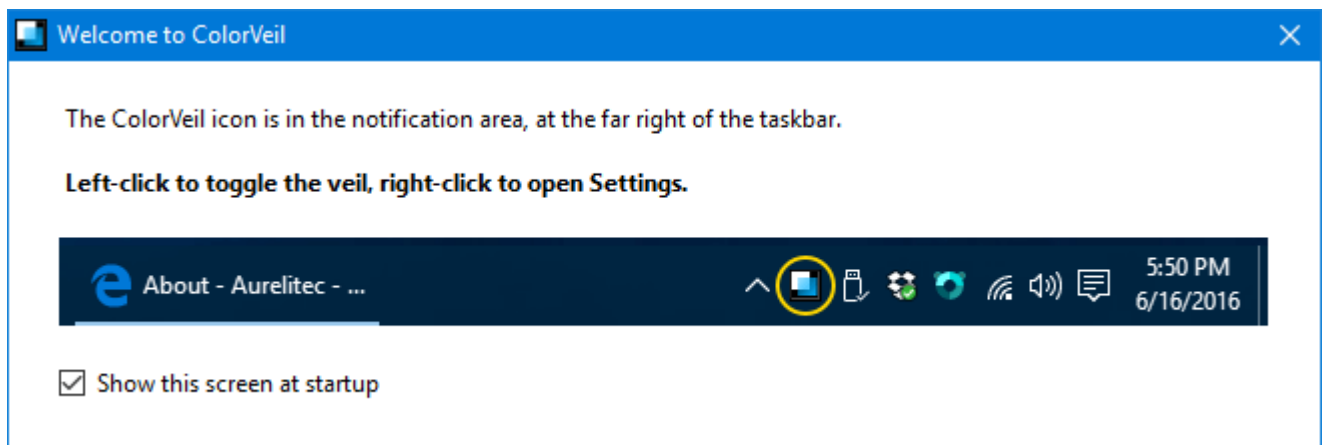 Welcome to ColorVeil
The ColorVeil icon is in the notification area, at the far right of the taskbar.
Left-click to toggle the veil, right-click to open Settings.
About - Aurelitec - ...
5:50 PM
6/16/2016
Show this screen at startup